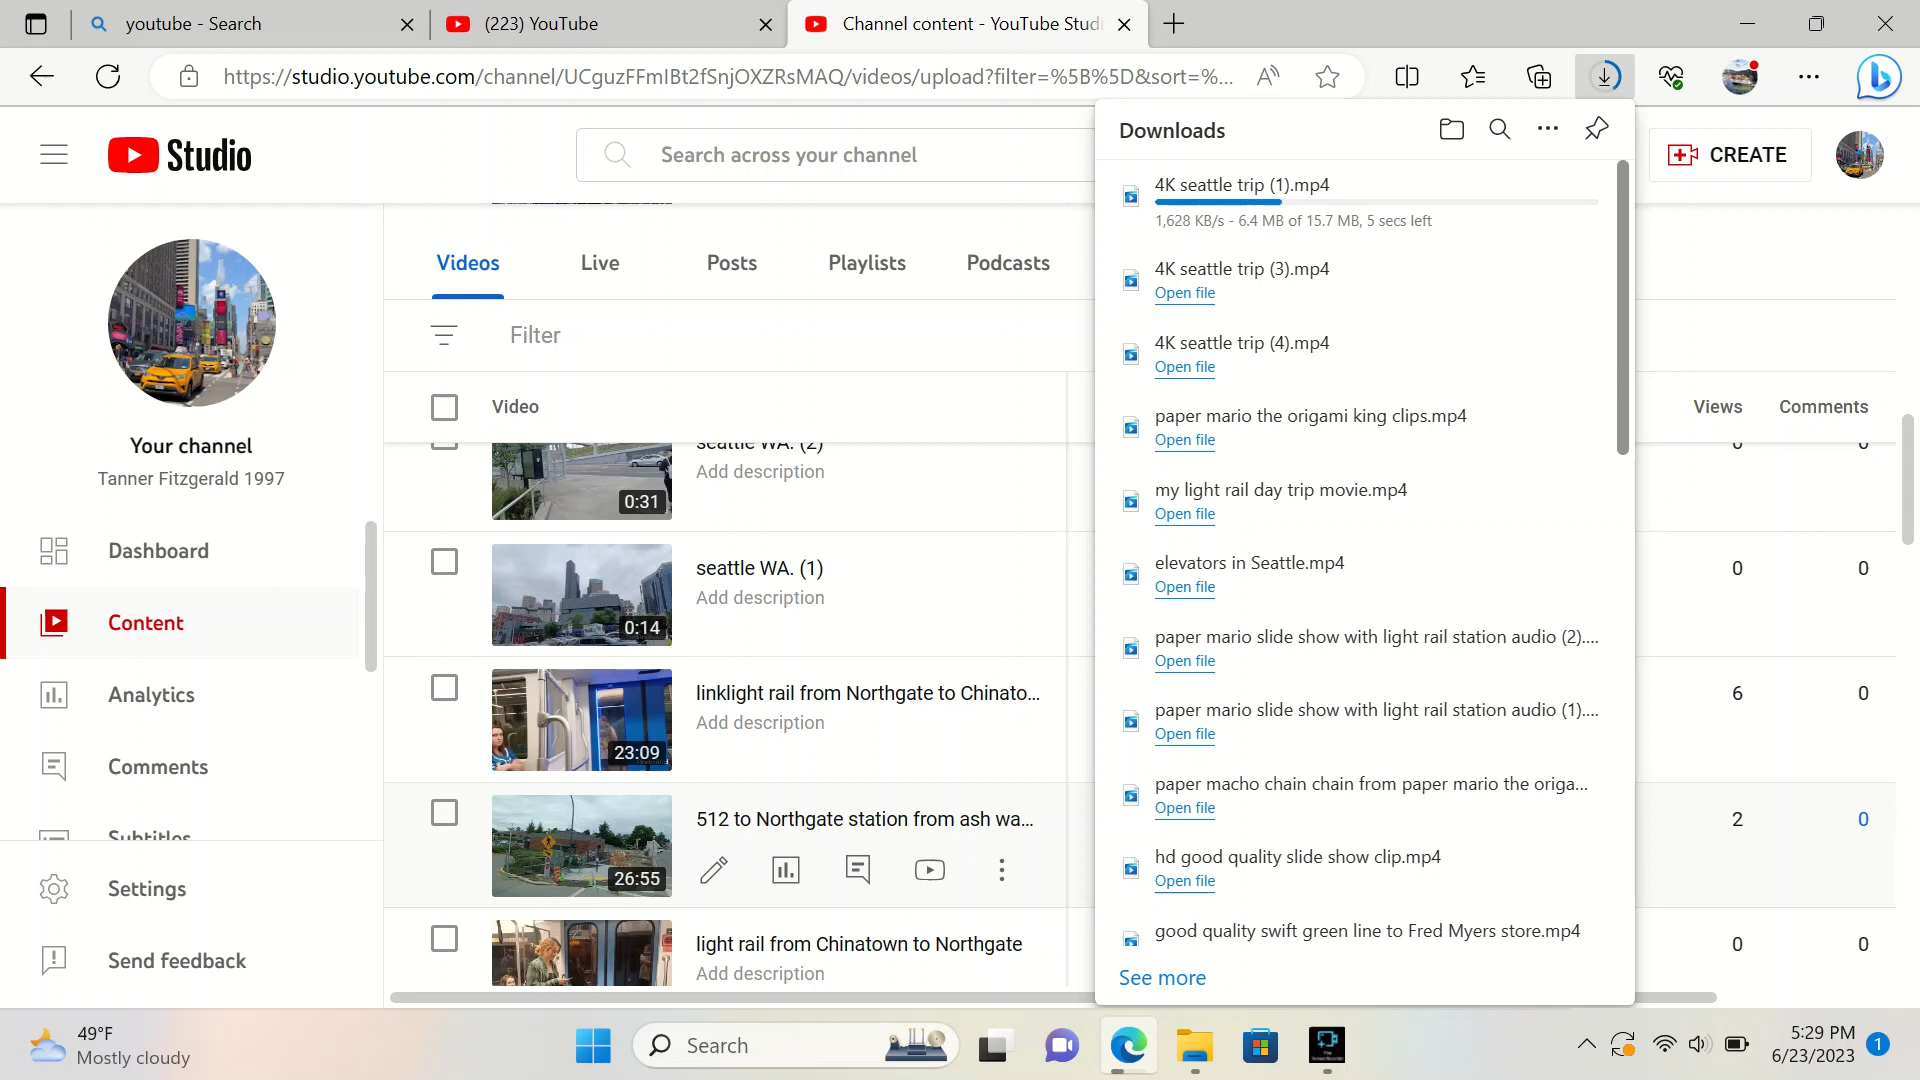 youtube - Search
(223) YouTube
Channel content - YouTube Studi
https://studio.youtube.com/channel/UCguzFFmIBt2fSnjOXZRsMAQ/videos/upload?filter=%5B%5D&sort=%...
Studio
Search across your channel
CREATE
Your channel
Tanner Fitzgerald 1997
Dashboard
Content
Analytics
Comments
Subtitles
Settings
Send feedback
Videos
Live
Posts
Playlists
Podcasts
Filter
Video
Views
Comments
seattle WA. (2)
Add description
0:31
0
0
seattle WA. (1)
Add description
0:14
0
0
linklight rail from Northgate to Chinato...
Add description
23:09
6
0
512 to Northgate station from ash wa...
26:55
2
0
light rail from Chinatown to Northgate
Add description
0
0
Downloads
4K seattle trip (1).mp4
1,628 KB/s - 6.4 MB of 15.7 MB, 5 secs left
4K seattle trip (3).mp4
Open file
4K seattle trip (4).mp4
Open file
paper mario the origami king clips.mp4
Open file
my light rail day trip movie.mp4
Open file
elevators in Seattle.mp4
Open file
paper mario slide show with light rail station audio (2)....
Open file
paper mario slide show with light rail station audio (1)....
Open file
paper macho chain chain from paper mario the origa...
Open file
hd good quality slide show clip.mp4
Open file
good quality swift green line to Fred Myers store.mp4
See more
49°F
Mostly cloudy
Search
5:29 PM
6/23/2023
1